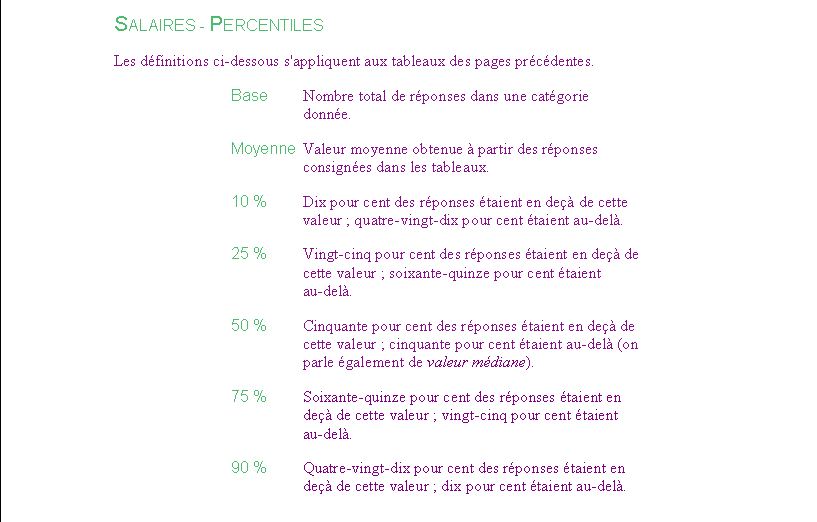 SALAIRES - PERCENTILES
Les définitions ci-dessous s'appliquent aux tableaux des pages précédentes.
Base Nombre total de réponses dans une catégorie
donnée.
Moyenne Valeur moyenne obtenue à partir des réponses
consignées dans les tableaux.
10 % Dix pour cent des réponses étaient en deçà de cette
valeur ; quatre-vingt-dix pour cent étaient au-delà.
25 % Vingt-cinq pour cent des réponses étaient en deçà de
cette valeur ; soixante-quinze pour cent étaient
au-delà.
50 % Cinquante pour cent des réponses étaient en deçà de
cette valeur ; cinquante pour cent étaient au-delà (on
parle également de valeur médiane).
75 % Soixante-quinze pour cent des réponses étaient en
deçà de cette valeur ; vingt-cinq pour cent étaient
au-delà.
90 % Quatre-vingt-dix pour cent des réponses étaient en
deçà de cette valeur ; dix pour cent étaient au-delà.